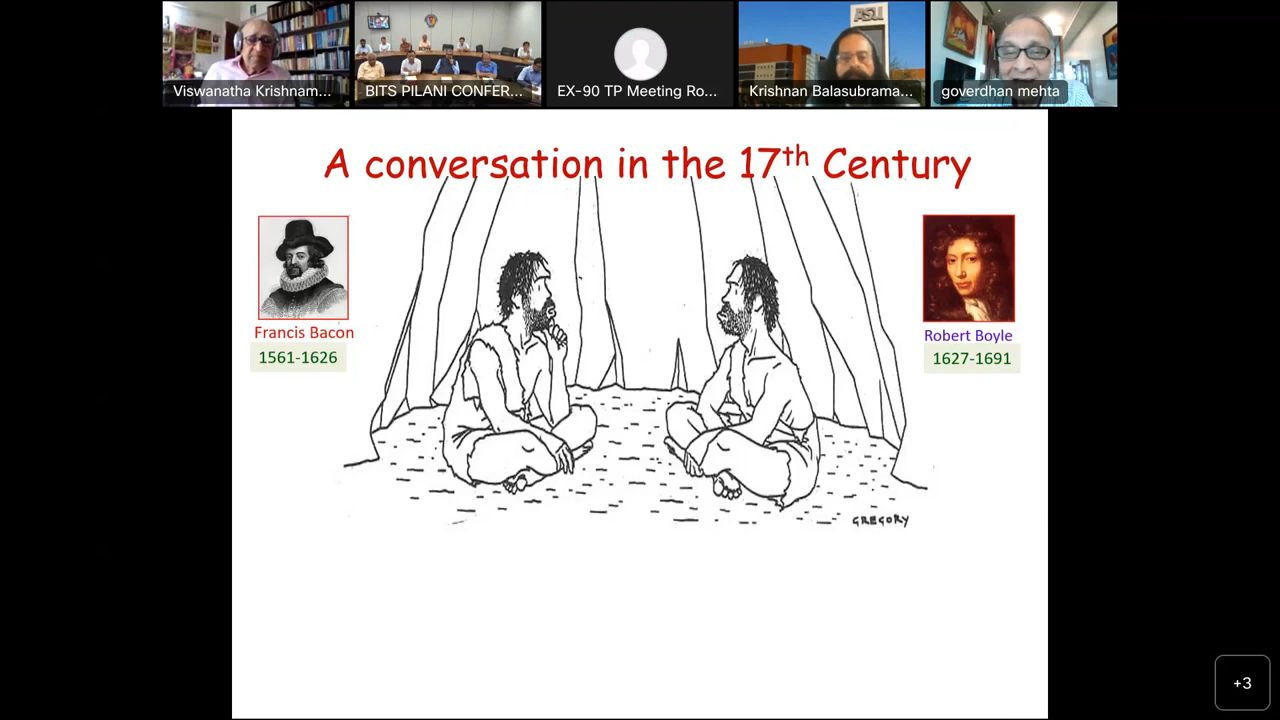 ASU
Viswanatha Krishnam...
BITS PILANI CONFER...
EX-90 TP Meeting Ro...
Krishnan Balasubrama...
goverdhan mehta
A conversation in the 17th Century
Francis Bacon
1561-1626
Robert Boyle
1627-1691
GREGORY
+3